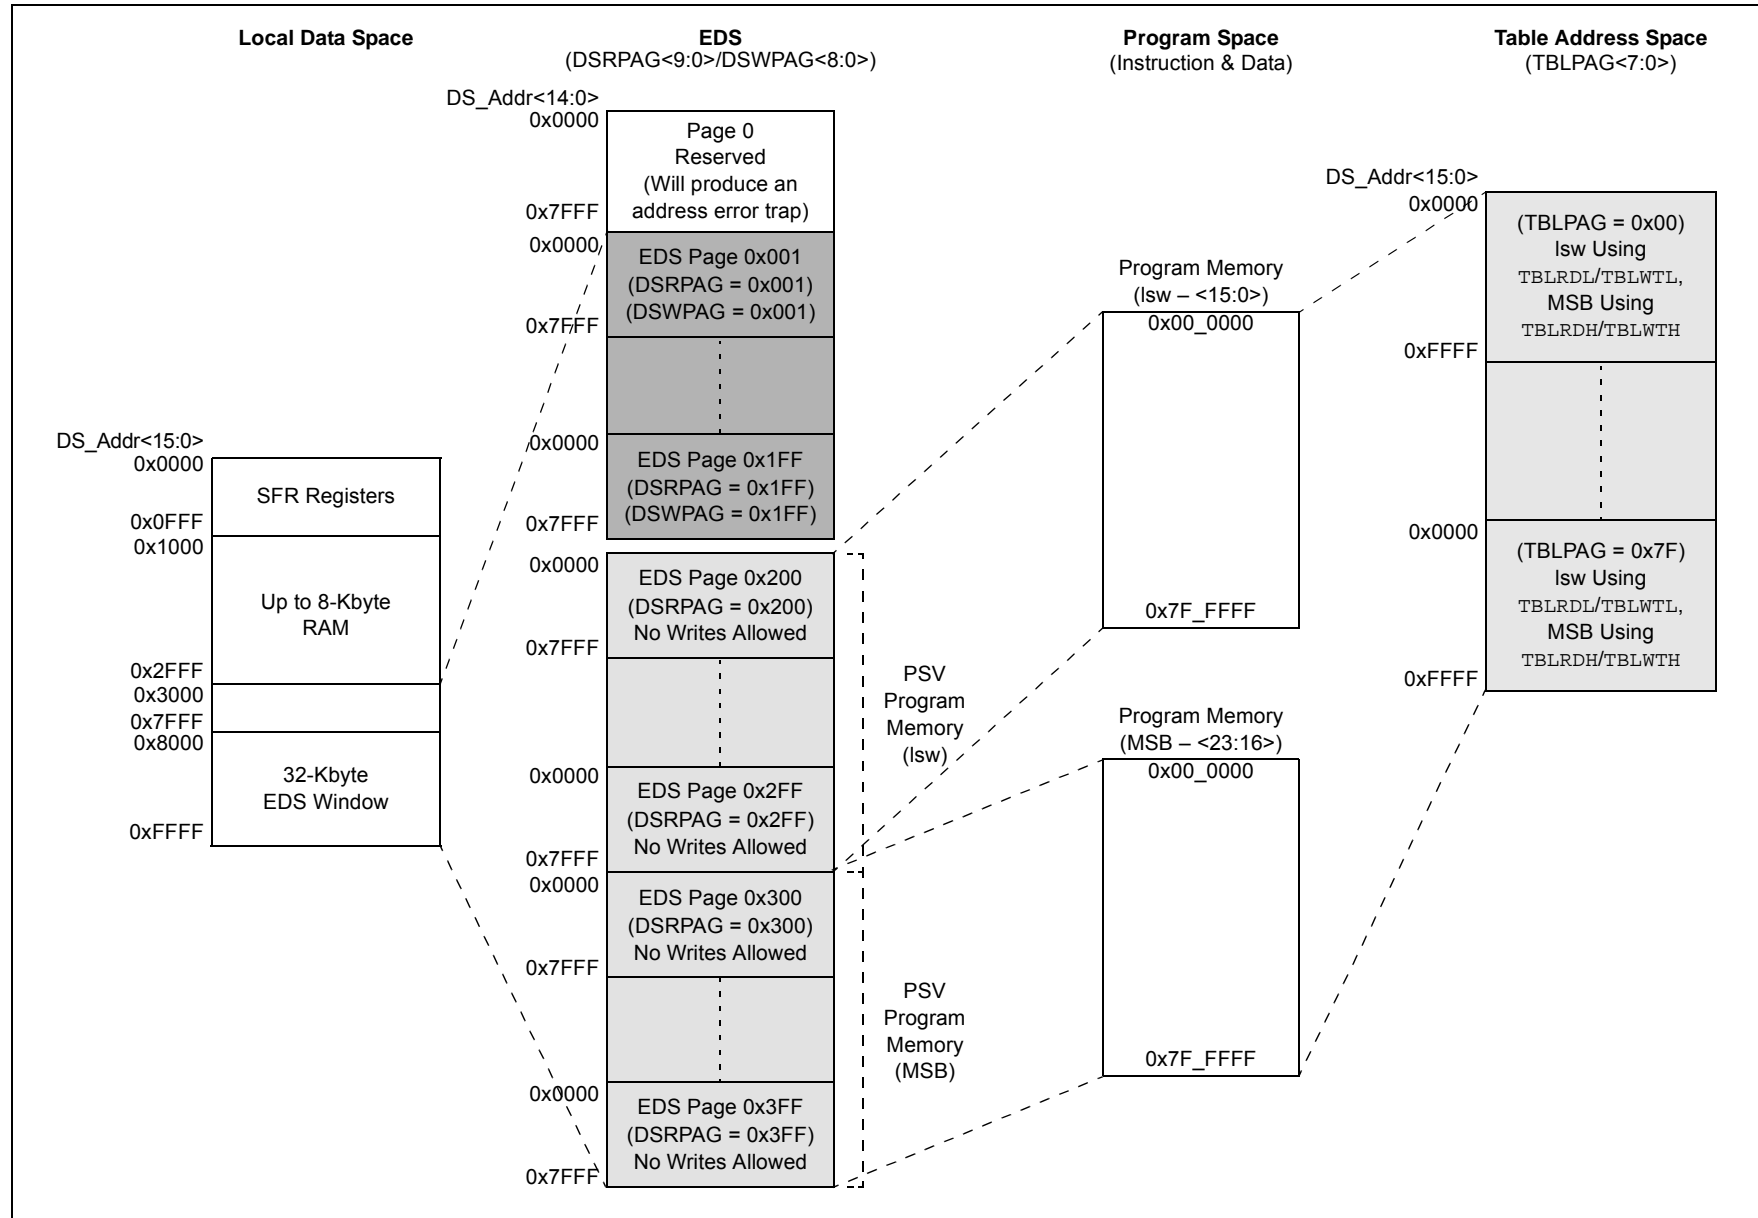 Local Data Space
DS_Addr<15:0>
0x0000
SFR Registers
0x0FFF
0x1000
Up to 8-Kbyte
RAM
0x2FFF
0x3000
0x7FFF
0x8000
32-Kbyte
EDS Window
0xFFFF
EDS
(DSRPAG<9:0>/DSWPAG<8:0>)
DS_Addr<14:0>
0x0000
Page 0
Reserved
(Will produce an
address error trap)
0x7FFF
0x0000
EDS Page 0x001
(DSRPAG = 0x001)
(DSWPAG = 0x001)
0x7FFF
0x0000
EDS Page 0x1FF
(DSRPAG = 0x1FF)
(DSWPAG = 0x1FF)
0x7FFF
0x0000
EDS Page 0x200
(DSRPAG = 0x200)
No Writes Allowed
0x7FFF
PSV
Program
Memory
(lsw)
0x0000
EDS Page 0x2FF
(DSRPAG = 0x2FF)
No Writes Allowed
0x7FFF
0x0000
EDS Page 0x300
(DSRPAG = 0x300)
No Writes Allowed
0x7FFF
PSV
Program
Memory
(MSB)
0x0000
EDS Page 0x3FF
(DSRPAG = 0x3FF)
No Writes Allowed
0x7FFF
Program Space
(Instruction & Data)
Program Memory
(lsw – <15:0>)
0x00_0000
0x7F_FFFF
Program Memory
(MSB – <23:16>)
0x00_0000
0x7F_FFFF
Table Address Space
(TBLPAG<7:0>)
DS_Addr<15:0>
0x0000
(TBLPAG = 0x00)
lsw Using
TBLRDL/TBLWTL,
MSB Using
TBLRDH/TBLWTH
0xFFFF
0x0000
(TBLPAG = 0x7F)
lsw Using
TBLRDL/TBLWTL,
MSB Using
TBLRDH/TBLWTH
0xFFFF